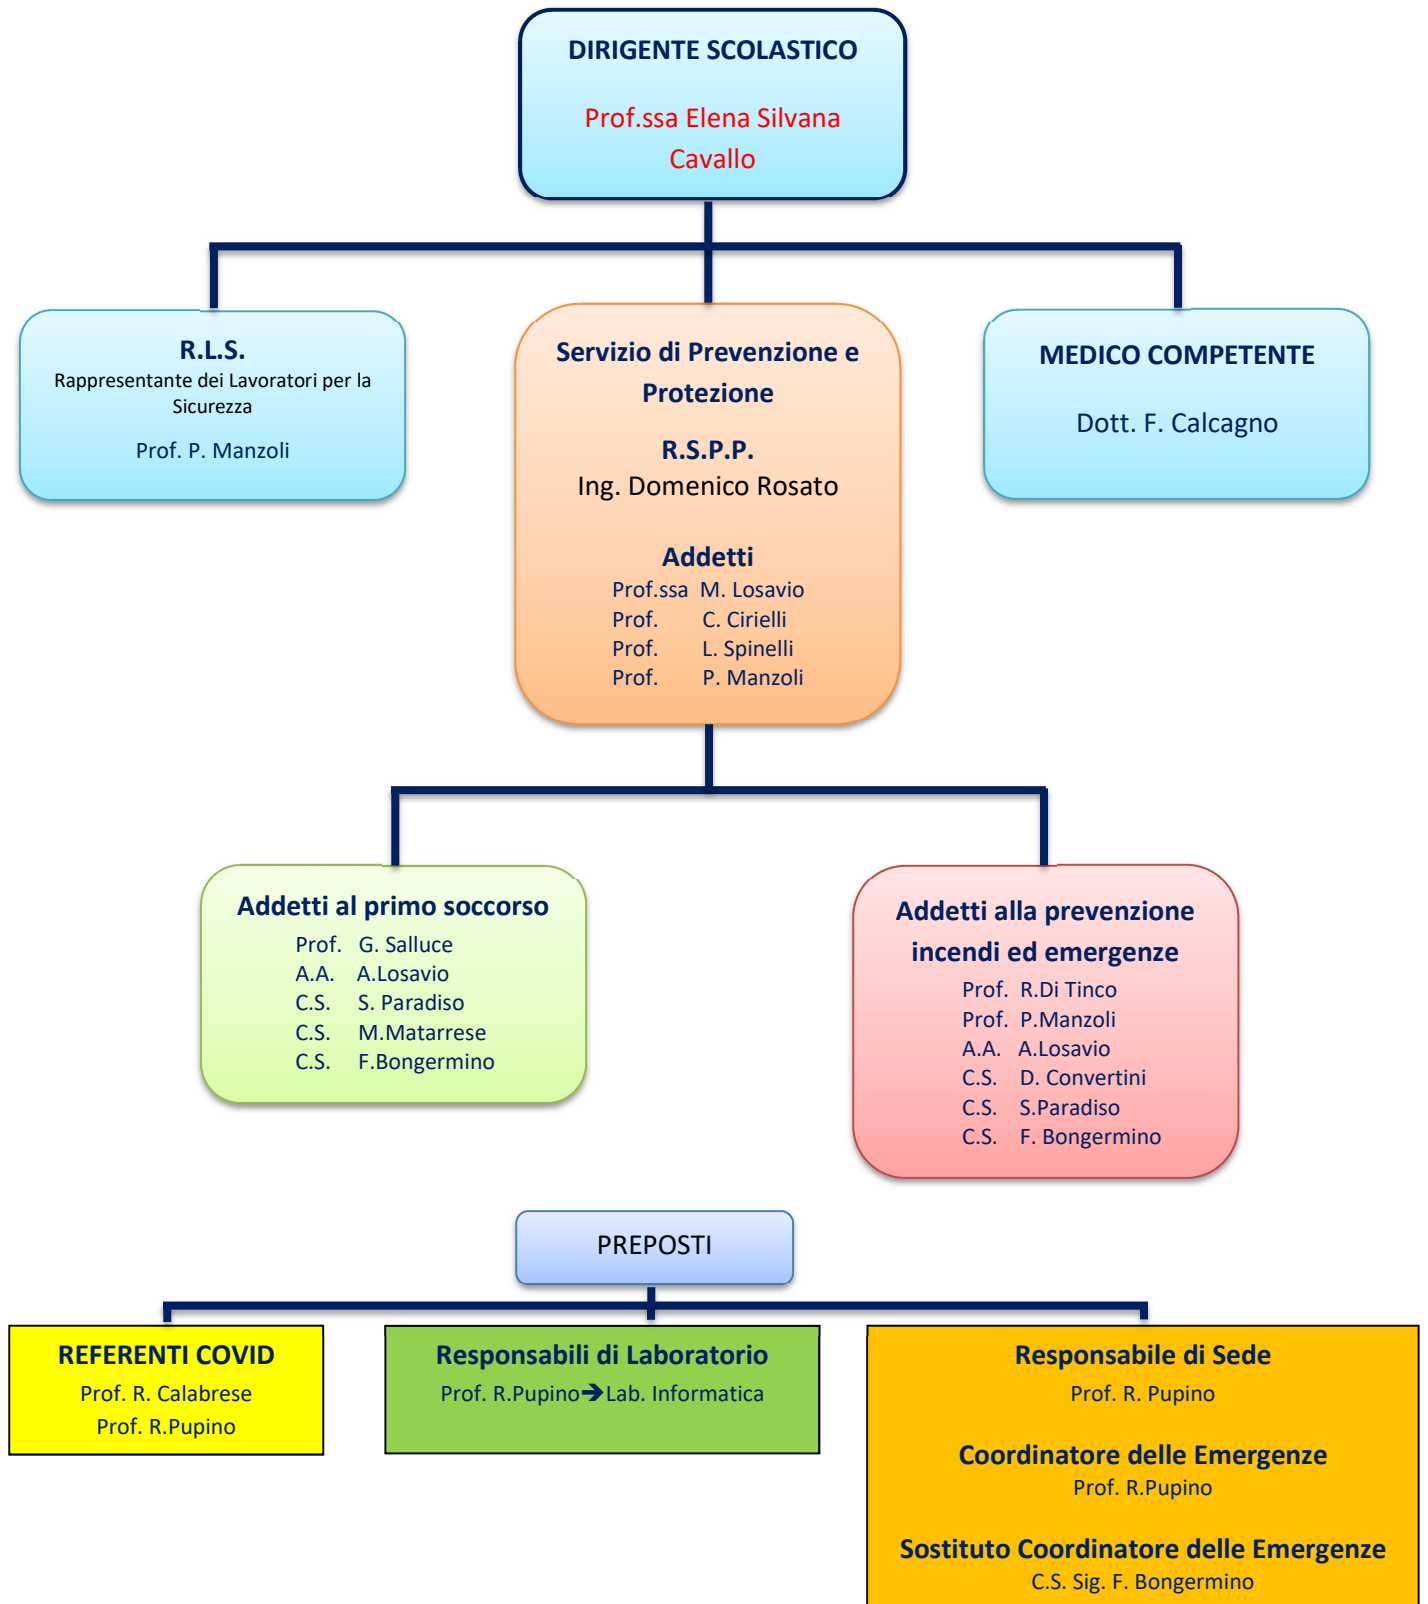 DIRIGENTE SCOLASTICO
Prof.ssa Elena Silvana
Cavallo
R.L.S.
Rappresentante dei Lavoratori per la
Sicurezza
Prof. P. Manzoli
Servizio di Prevenzione e
Protezione
R.S.P.P.
Ing. Domenico Rosato
Addetti
Prof.ssa M. Losavio
Prof. C. Cirielli
Prof. L. Spinelli
Prof. P. Manzoli
MEDICO COMPETENTE
Dott. F. Calcagno
Addetti al primo soccorso
Prof. G. Salluce
A.A. A.Losavio
C.S. S. Paradiso
C.S. M.Matarrese
C.S. F.Bongermino
Addetti alla prevenzione
incendi ed emergenze
Prof. R.Di Tinco
Prof. P.Manzoli
A.A. A.Losavio
C.S. D. Convertini
C.S. S.Paradiso
C.S. F. Bongermino
PREPOSTI
REFERENTI COVID
Prof. R. Calabrese
Prof. R.Pupino
Responsabili di Laboratorio
Prof. R.Pupino➔Lab. Informatica
Responsabile di Sede
Prof. R. Pupino
Coordinatore delle Emergenze
Prof. R.Pupino
Sostituto Coordinatore delle Emergenze
C.S. Sig. F. Bongermino